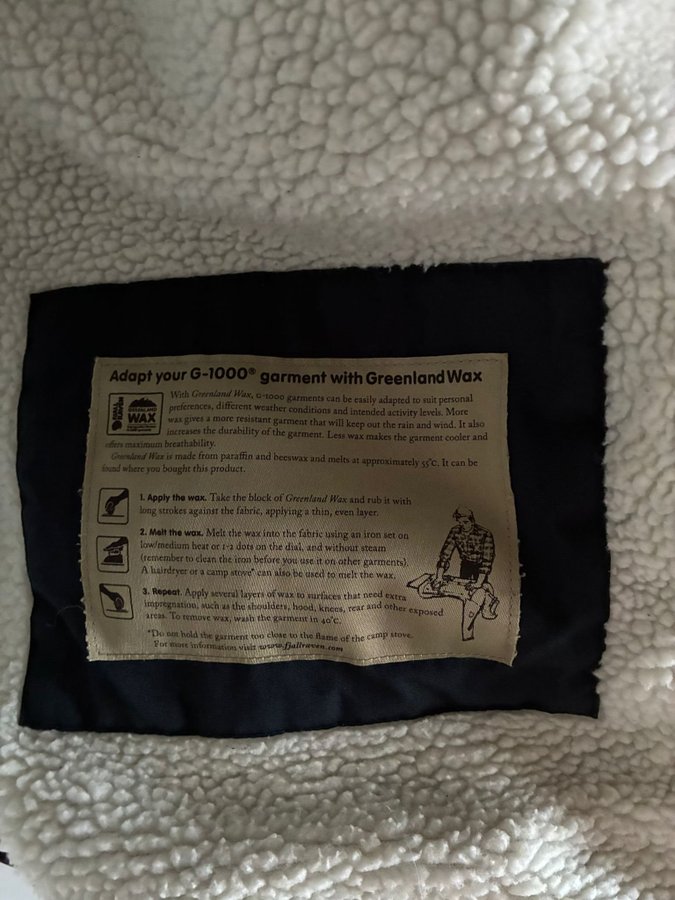 Adapt your G-1000® garment with Greenland Wax
FJÄLL RÄVEN
GREENLAND
WAX
With Greenland Wax, G-1000 garments can be easily adapted to suit personal
preferences, different weather conditions and intended activity levels. More
wax gives a more resistant garment that will keep out the rain and wind. It also
increases the durability of the garment. Less wax makes the garment cooler and
offers maximum breathability.
Greenland Wax is made from paraffin and beeswax and melts at approximately 55°C. It can be
found where you bought this product.
1. Apply the wax. Take the block of Greenland Wax and rub it with
long strokes against the fabric, applying a thin, even layer.
2. Melt the wax. Melt the wax into the fabric using an iron set on
low/medium heat or 1-2 dots on the dial, and without steam
(remember to clean the iron before you use it on other garments).
A hairdryer or a camp stove* can also be used to melt the wax.
3. Repeat. Apply several layers of wax to surfaces that need extra
impregnation, such as the shoulders, hood, knees, rear and other exposed
areas. To remove wax, wash the garment in 40°C.
*Do not hold the garment too close to the flame of the camp stove.
For more information visit www.fjallraven.com